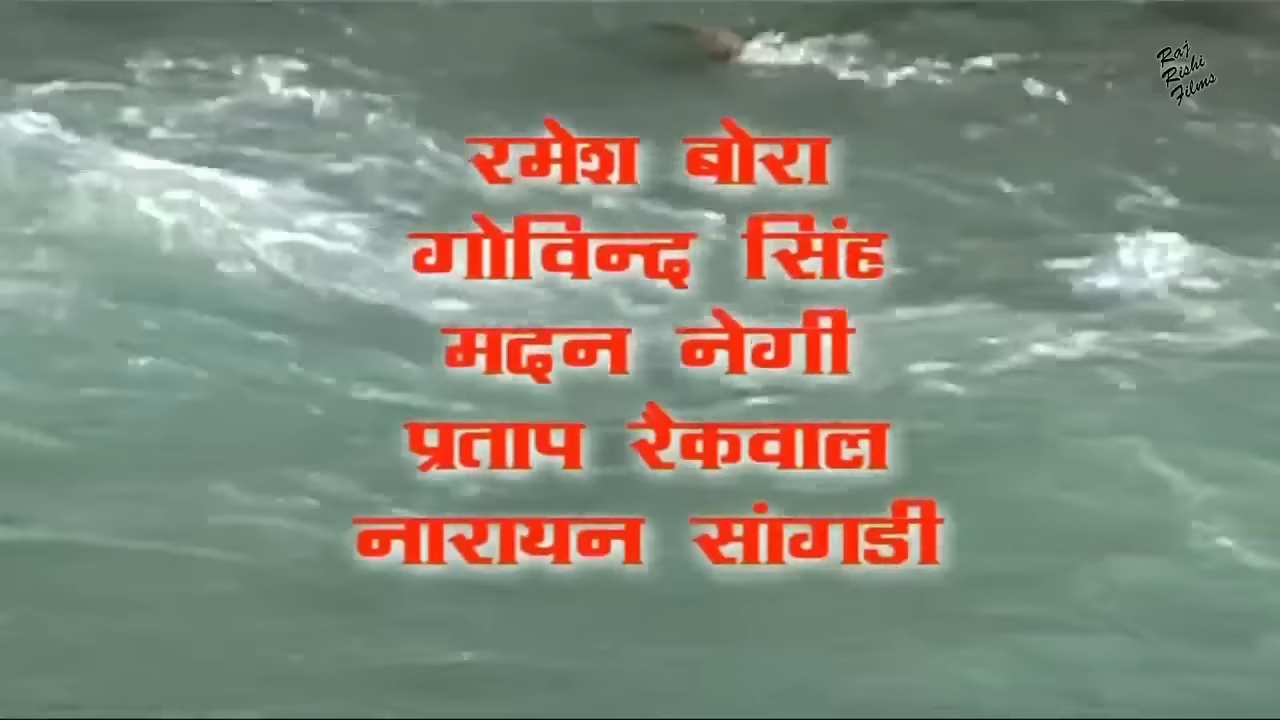 Raj
Rishi
Films
रमेश बोरा
गोविन्द सिंह
मदन नेगी
प्रताप रैकवाल
नारायन सांगडी